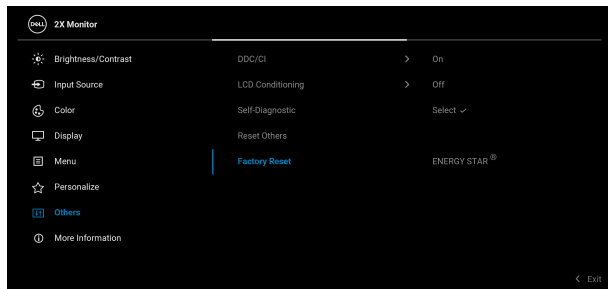 DELL 2X Monitor
Brightness/Contrast DDC/CI > On
Input Source LCD Conditioning > Off
Color Self-Diagnostic Select ✓
Display Reset Others
Menu Factory Reset ENERGY STAR ®
Personalize
Others
More Information
< Exit